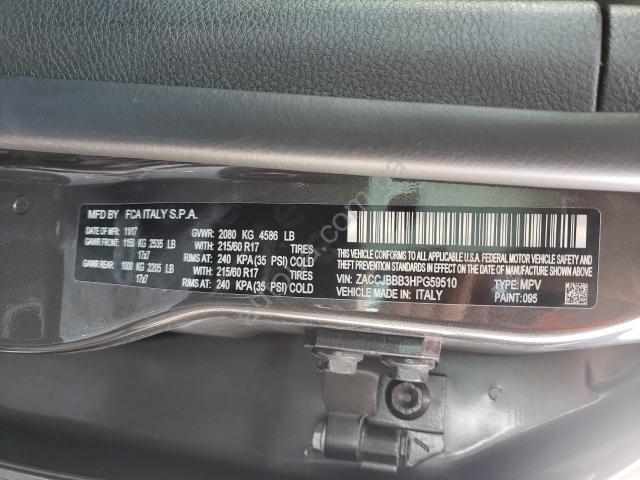 MFD BY FCA ITALY S.P.A.
DATE OF MFR: 11/17 GVWR: 2080 KG 4586 LB
GAWR FRONT: 1150 KG 2535 LB WITH: 215/60 R17 TIRES
17x7 RIMS AT: 240 KPA(35 PSI) COLD
GAWR REAR: 1000 KG 2205 LB WITH: 215/60 R17 TIRES
17x7 RIMS AT: 240 KPA(35 PSI) COLD
THIS VEHICLE CONFORMS TO ALL APPLICABLE U.S.A. FEDERAL MOTOR
VEHICLE SAFETY, BUMPER AND THEFT PREVENTION STANDARDS IN
EFFECT ON THE DATE OF MANUFACTURE SHOWN ABOVE.
VIN: ZACCJBBB3HPG59510 TYPE: MPV
VEHICLE MADE IN: ITALY PAINT: 095